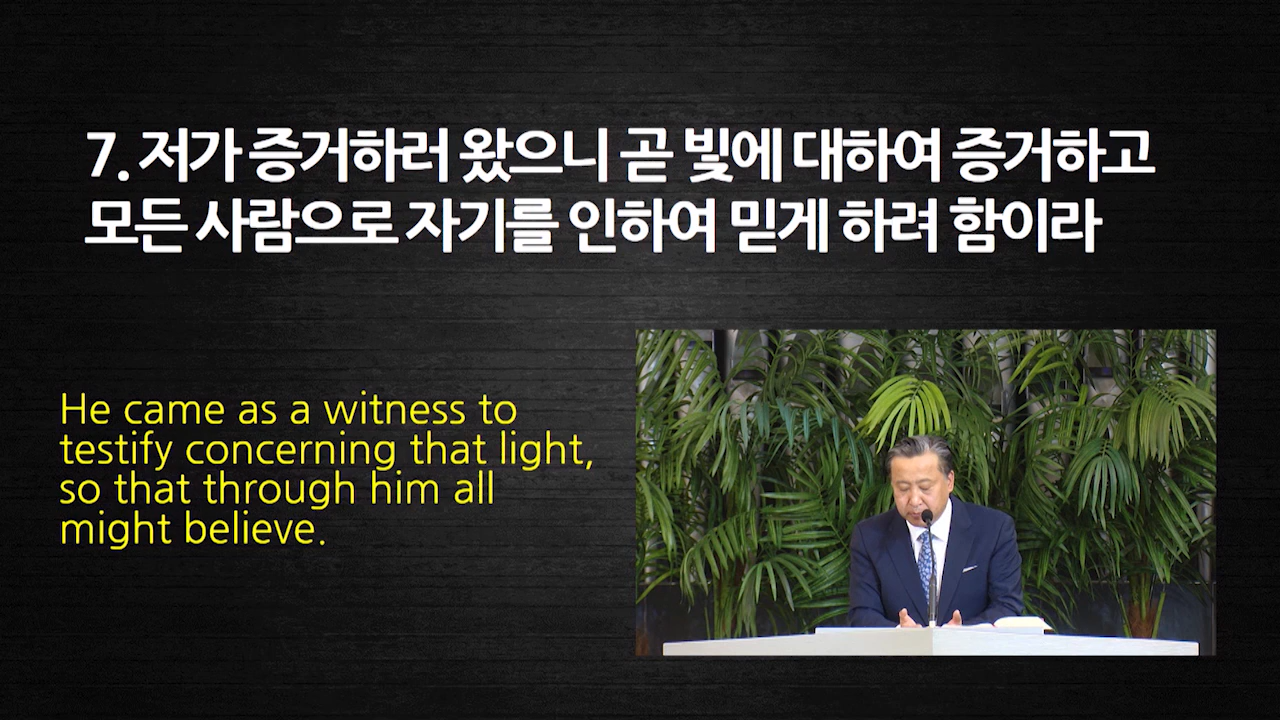 7. 저가 증거하러 왔으니 곧 빛에 대하여 증거하고
모든 사람으로 자기를 인하여 믿게 하려 함이라
He came as a witness to
testify concerning that light,
so that through him all
might believe.